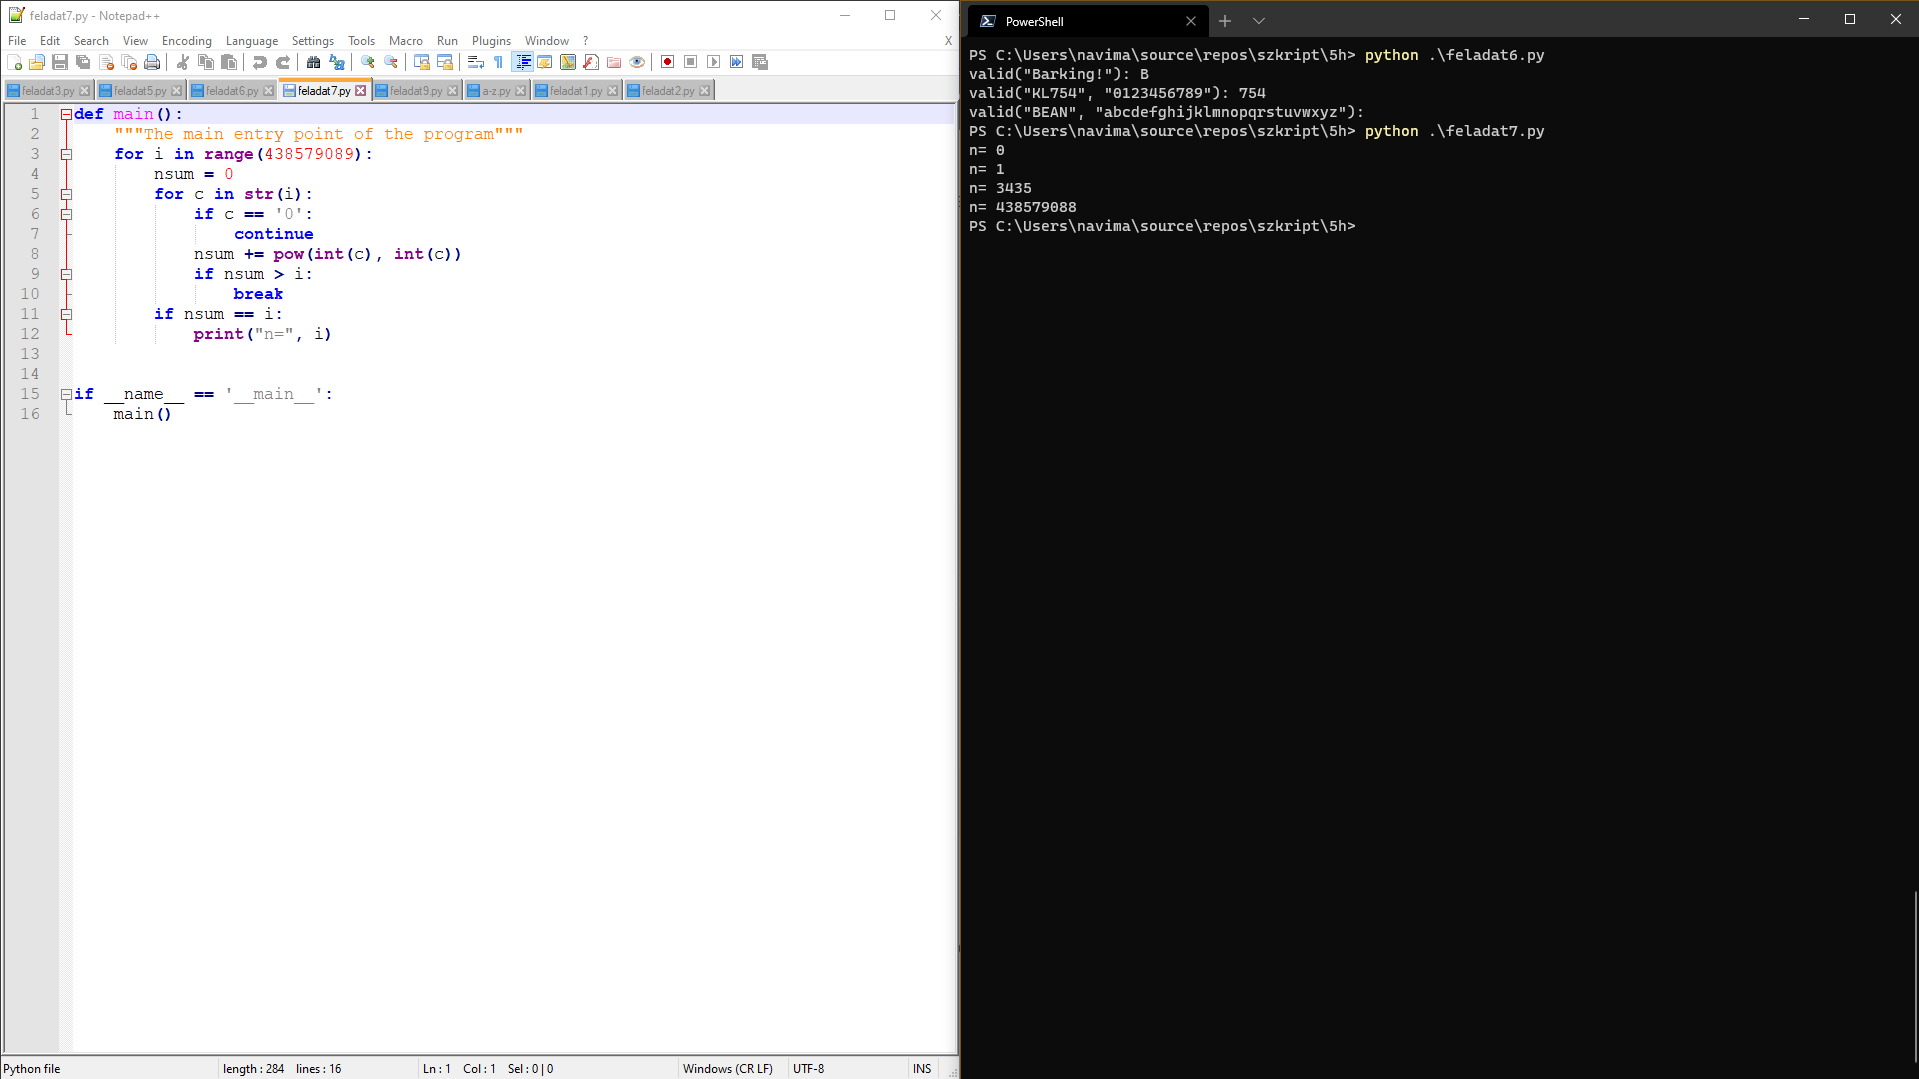 feladat7.py - Notepad++
File Edit Search View Encoding Language Settings Tools Macro Run Plugins Window ? X
feladat3.py feladat5.py feladat6.py feladat7.py feladat9.py a-z.py feladat1.py feladat2.py
1 def main():
2     """The main entry point of the program"""
3     for i in range(438579089):
4         nsum = 0
5         for c in str(i):
6             if c == '0':
7                 continue
8             nsum += pow(int(c), int(c))
9             if nsum > i:
10                 break
11         if nsum == i:
12             print("n=", i)
13
14
15 if __name__ == '__main__':
16     main()
Python file length : 284 lines : 16 Ln : 1 Col : 1 Sel : 0 | 0 Windows (CR LF) UTF-8 INS
PowerShell
PS C:\Users\navima\source\repos\szkript\5h> python .\feladat6.py
valid("Barking!"): B
valid("KL754", "0123456789"): 754
valid("BEAN", "abcdefghijklmnopqrstuvwxyz"):
PS C:\Users\navima\source\repos\szkript\5h> python .\feladat7.py
n= 0
n= 1
n= 3435
n= 438579088
PS C:\Users\navima\source\repos\szkript\5h>